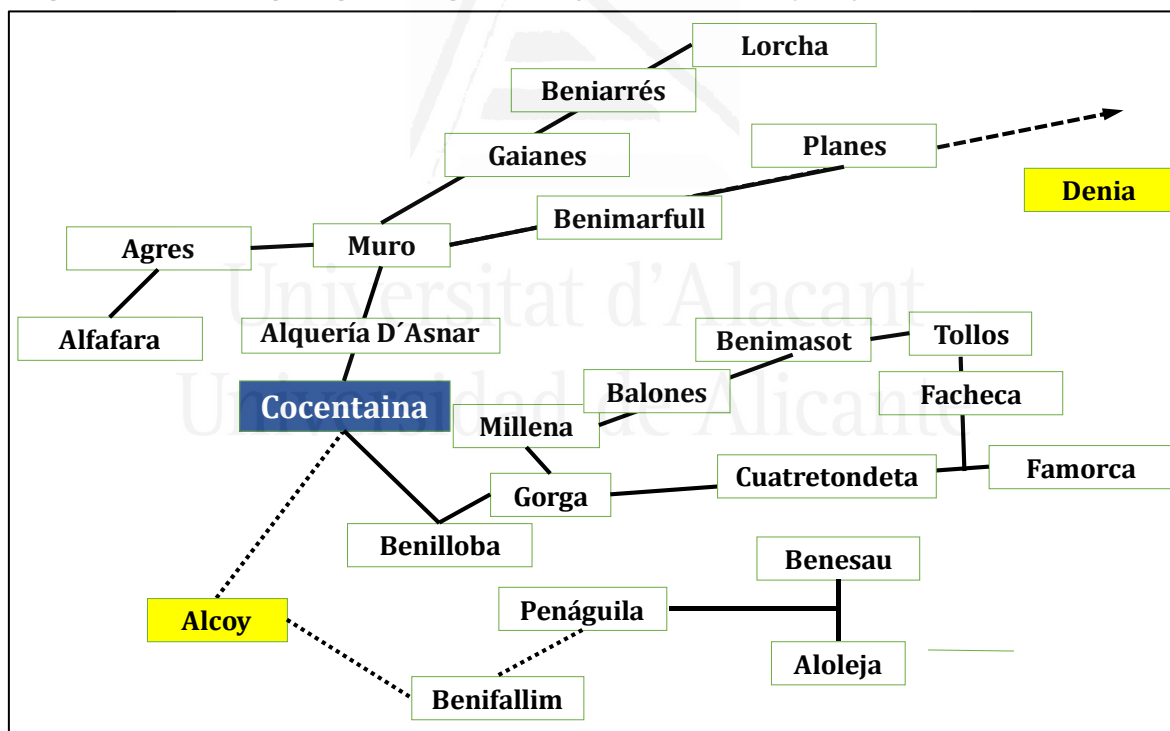 Lorcha
Beniarrés
Gaianes
Planes
Denia
Benimarfull
Agres
Muro
Alfafara
Alquería D´Asnar
Benimasot
Tollos
Universitat d'Alacant
Universidad de Alicante
Cocentaina
Balones
Facheca
Millena
Cuatretondeta
Famorca
Gorga
Benilloba
Benesau
Penáguila
Alcoy
Aloleja
Benifallim